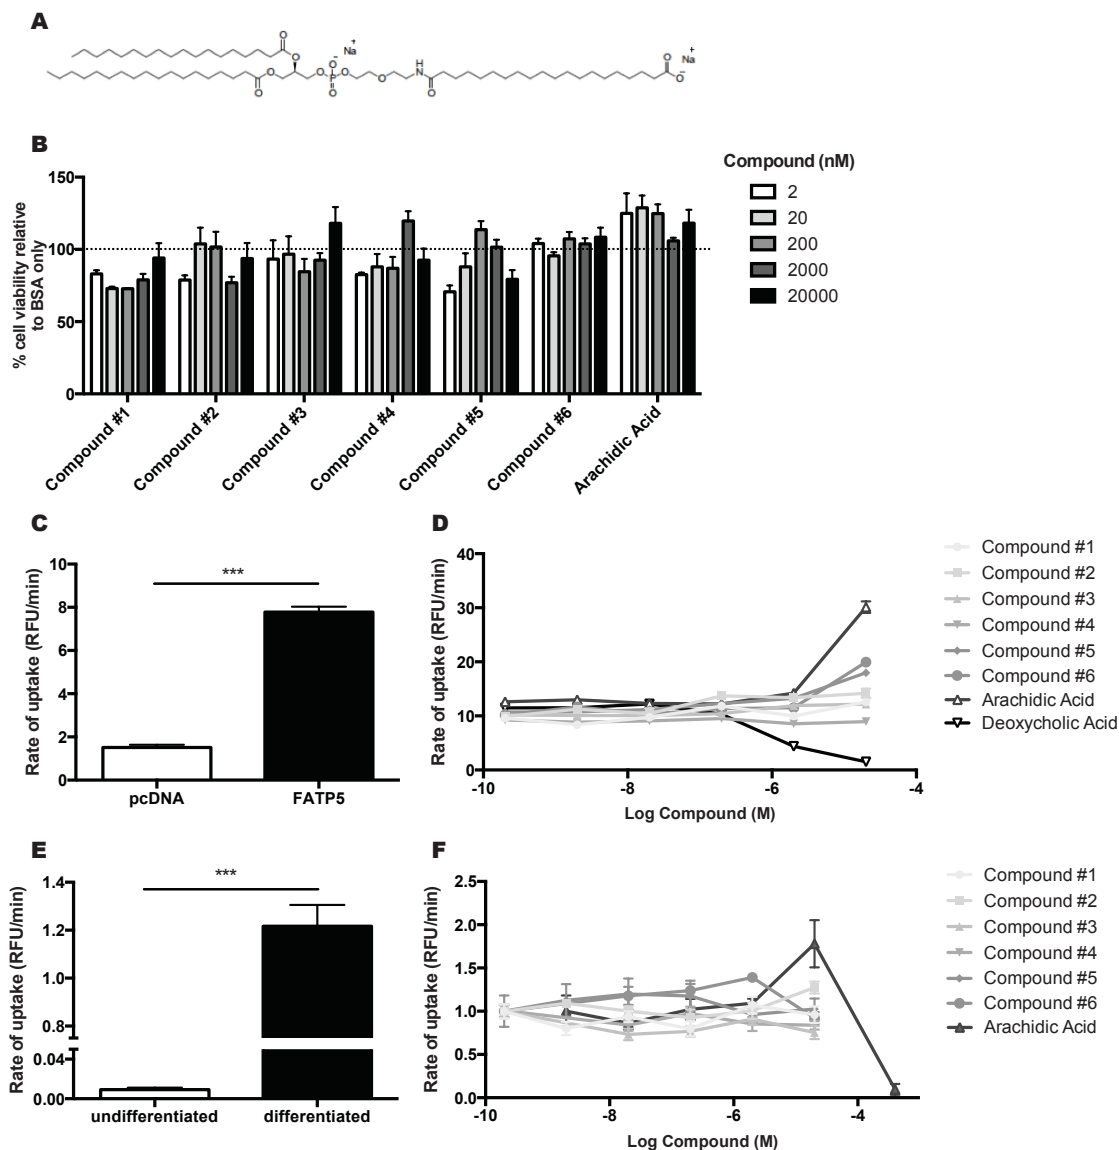 A
O
O
O
O
O
P
O⁻
Na⁺
O
O
O
H
N
O
O
O⁻
Na⁺
B
Compound (nM)
2
20
200
2000
20000
% cell viability relative
to BSA only
150
100
50
0
Compound #1
Compound #2
Compound #3
Compound #4
Compound #5
Compound #6
Arachidic Acid
C
Rate of uptake (RFU/min)
10
8
6
4
2
0
***
pcDNA
FATP5
D
Rate of uptake (RFU/min)
40
30
20
10
0
-10
-8
-6
-4
Log Compound (M)
Compound #1
Compound #2
Compound #3
Compound #4
Compound #5
Compound #6
Arachidic Acid
Deoxycholic Acid
E
Rate of uptake (RFU/min)
1.4
1.2
1.0
0.8
0.04
0.00
***
undifferentiated
differentiated
F
Rate of uptake (RFU/min)
2.5
2.0
1.5
1.0
0.5
0.0
-10
-8
-6
-4
Log Compound (M)
Compound #1
Compound #2
Compound #3
Compound #4
Compound #5
Compound #6
Arachidic Acid